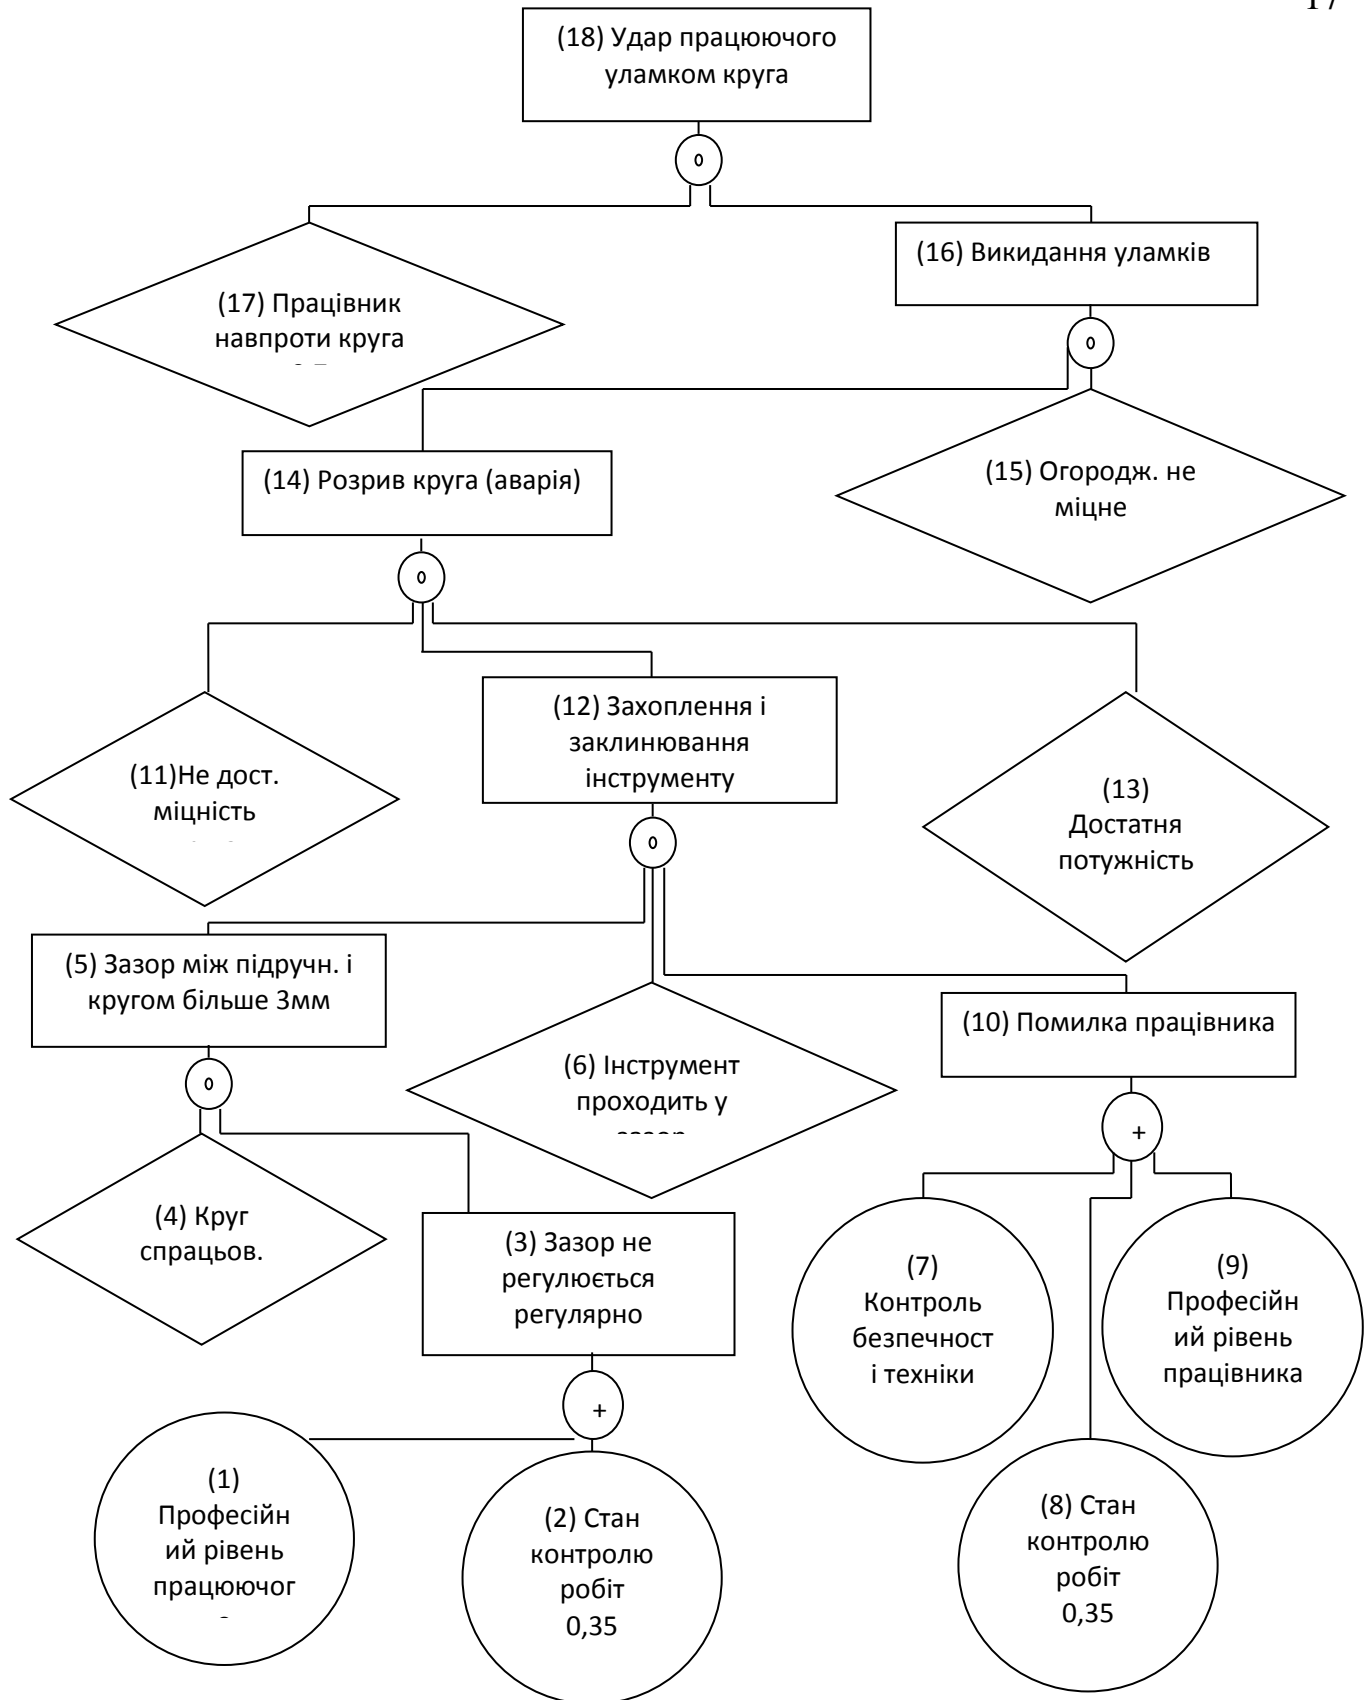 (18) Удар працюючого
уламком круга
о
(16) Викидання уламків
(17) Працівник
навпроти круга
о
(14) Розрив круга (аварія)
(15) Огородж. не
міцне
о
(12) Захоплення і
заклинювання
інструменту
(11)Не дост.
міцність
(13)
Достатня
потужність
о
(5) Зазор між підручн. і
кругом більше 3мм
(10) Помилка працівника
(6) Інструмент
проходить у
о
+
(4) Круг
спрацьов.
(3) Зазор не
регулюється
регулярно
(7)
Контроль
безпечност
і техніки
(9)
Професійн
ий рівень
працівника
+
(1)
Професійн
ий рівень
працюючог
(2) Стан
контролю
робіт
0,35
(8) Стан
контролю
робіт
0,35